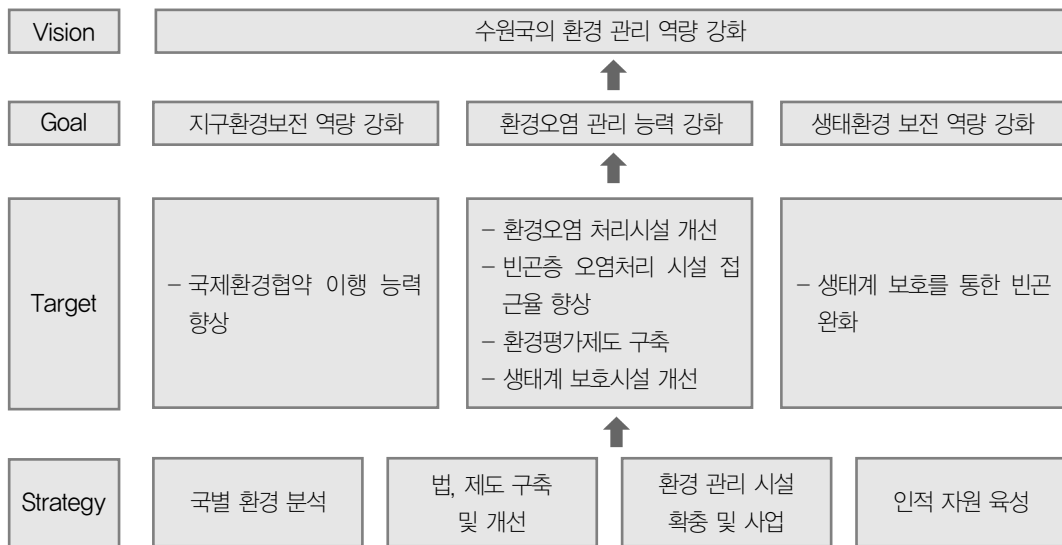 Vision
수원국의 환경 관리 역량 강화
Goal
지구환경보전 역량 강화
환경오염 관리 능력 강화
생태환경 보전 역량 강화
Target
– 국제환경협약 이행 능력
향상
– 환경오염 처리시설 개선
– 빈곤층 오염처리 시설 접
근율 향상
– 환경평가제도 구축
– 생태계 보호시설 개선
– 생태계 보호를 통한 빈곤
완화
Strategy
국별 환경 분석
법, 제도 구축
및 개선
환경 관리 시설
확충 및 사업
인적 자원 육성